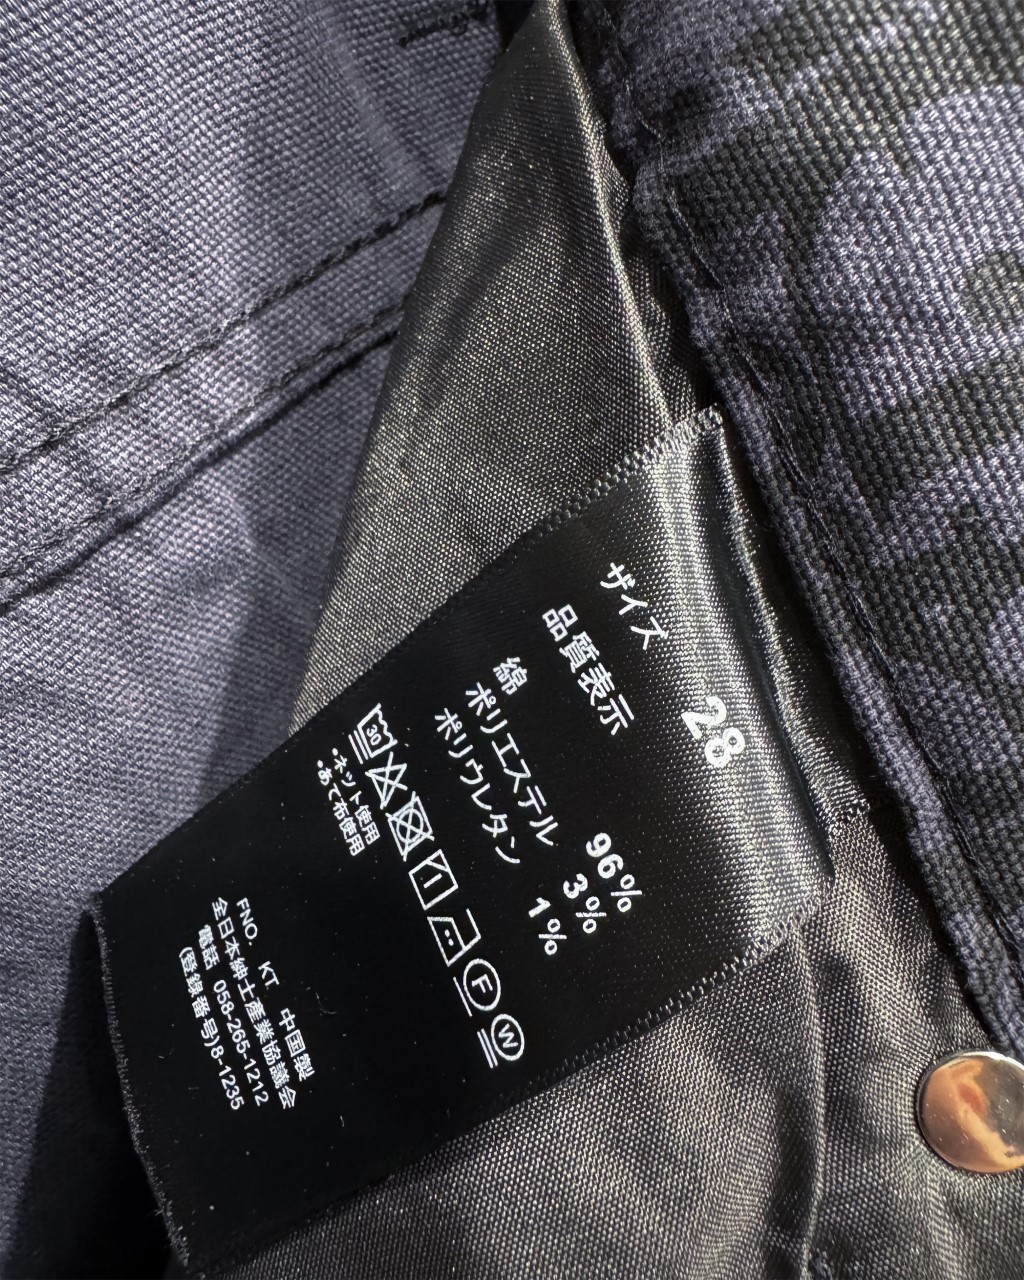 サイズ 28
品質表示
綿 96%
ポリエステル 3%
ポリウレタン 1%
30
F W
・ネット使用
・あて布使用
FNO. KT 中国製
全日本紳士産業協議会
電話 058-265-1212
(登録番号)8-1235